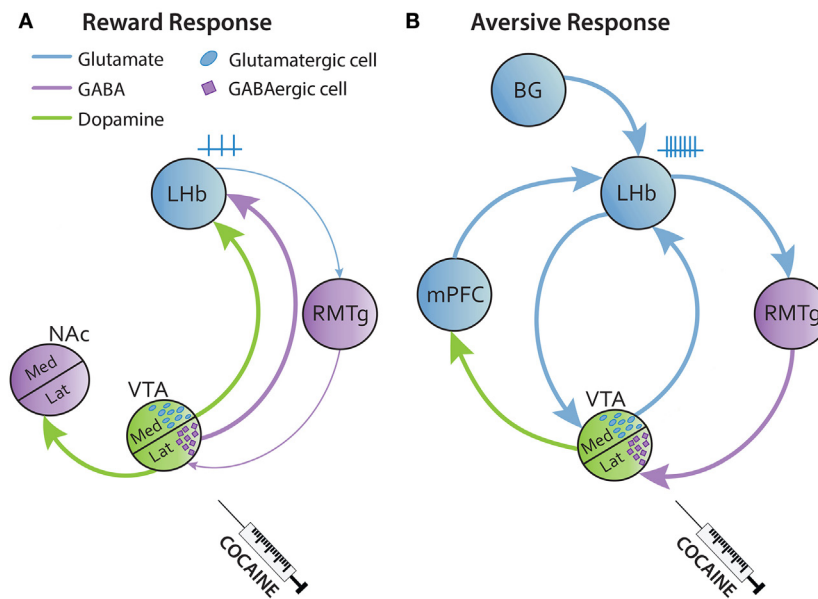 A Reward Response
Glutamate
GABA
Dopamine
Glutamatergic cell
GABAergic cell
LHb
RMTg
NAc
Med
Lat
VTA
Med
Lat
COCAINE
B Aversive Response
BG
LHb
mPFC
RMTg
VTA
Med
Lat
COCAINE